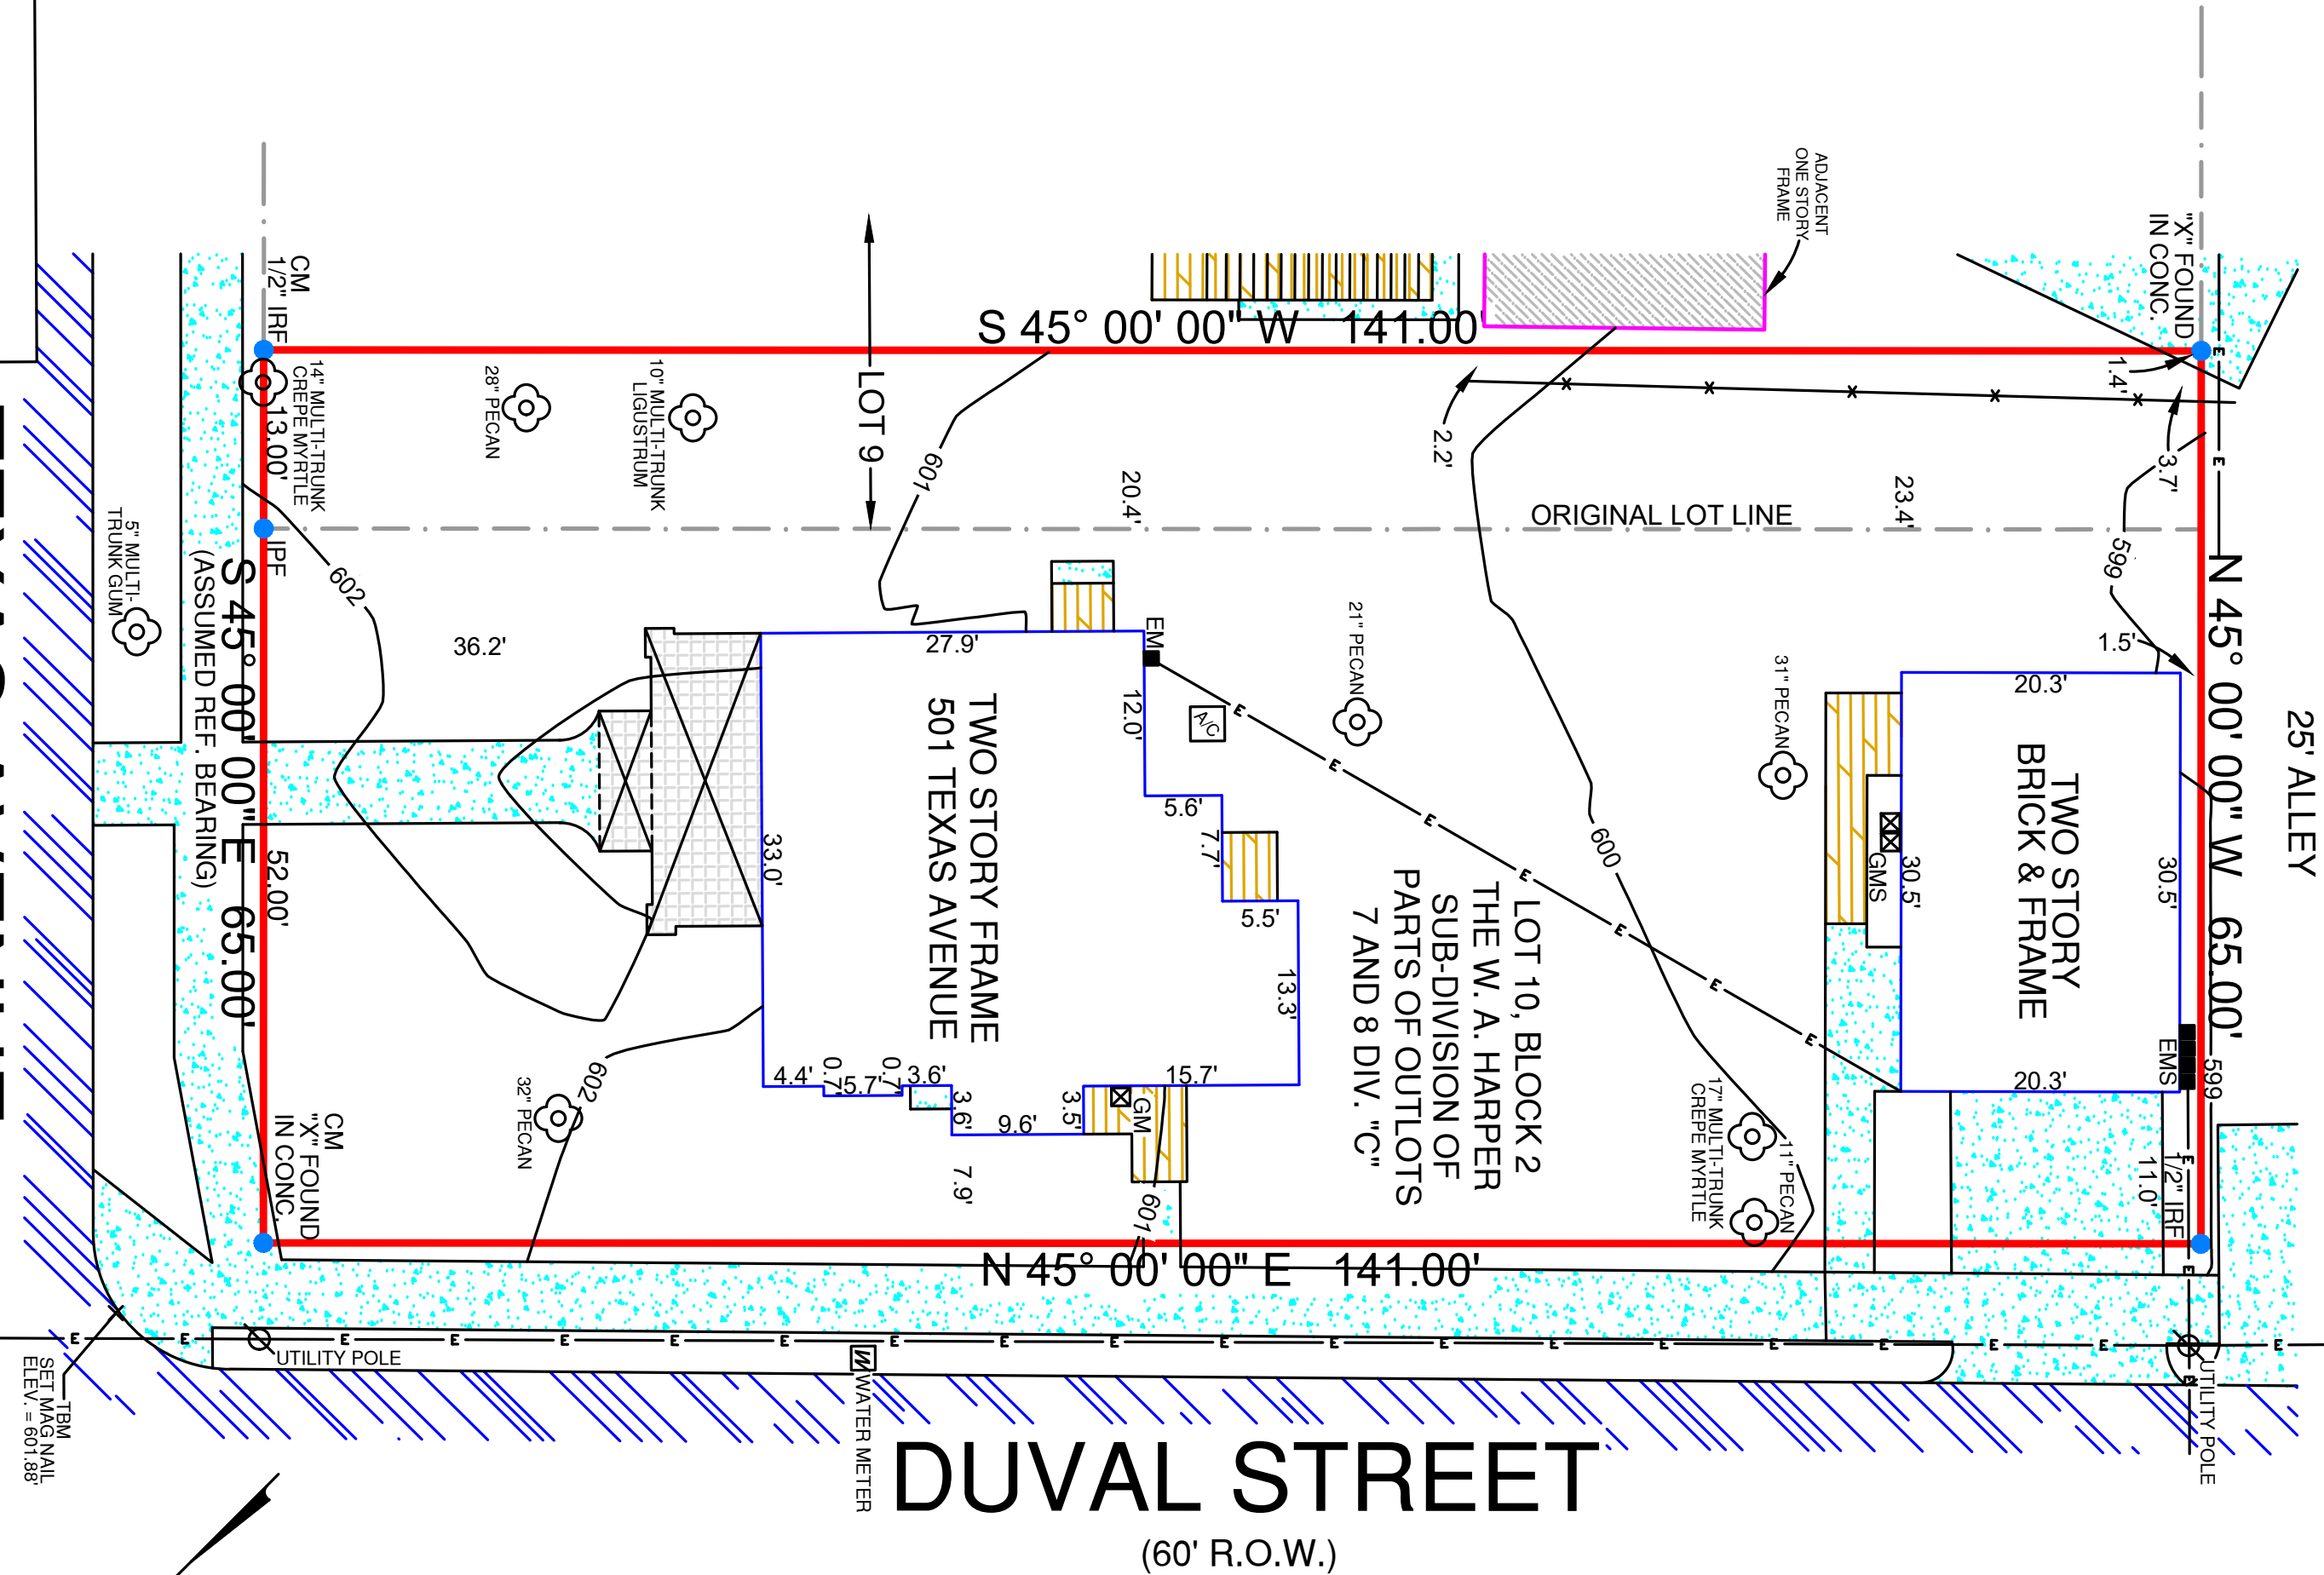 ADJACENT
ONE STORY
FRAME
"X" FOUND
IN CONC.
CM
1/2" IRF
S 45° 00' 00" W 141.00'
14" MULTI-TRUNK
CREPE MYRTLE
13.00'
28" PECAN
10" MULTI-TRUNK
LIGUSTRUM
LOT 9
601
20.4'
2.2'
1.4'
3.7'
23.4'
E
E
ORIGINAL LOT LINE
IPF
5" MULTI-
TRUNK GUM
602
599
36.2'
27.9'
EM
12.0'
A/C
21" PECAN
31" PECAN
1.5'
20.3'
25' ALLEY
N 45° 00' 00" W 65.00'
S 45° 00' 00" E 65.00'
(ASSUMED REF. BEARING)
52.00'
33.0'
TWO STORY FRAME
501 TEXAS AVENUE
5.6'
7.7'
5.5'
13.3'
600
GMS
30.5'
TWO STORY
BRICK & FRAME
30.5'
LOT 10, BLOCK 2
THE W. A. HARPER
SUB-DIVISION OF
PARTS OF OUTLOTS
7 AND 8 DIV. "C"
EMS
599
20.3'
4.4'
0.7'
5.7'
0.7'
3.6'
3.6'
9.6'
3.5'
GM
15.7'
7.9'
601
602
32" PECAN
CM
"X" FOUND
IN CONC.
17" MULTI-TRUNK
CREPE MYRTLE
11" PECAN
11.0'
1/2" IRF
N 45° 00' 00" E 141.00'
UTILITY POLE
W
WATER METER
UTILITY POLE
TBM
SET MAG NAIL
ELEV. = 601.88'
DUVAL STREET
(60' R.O.W.)